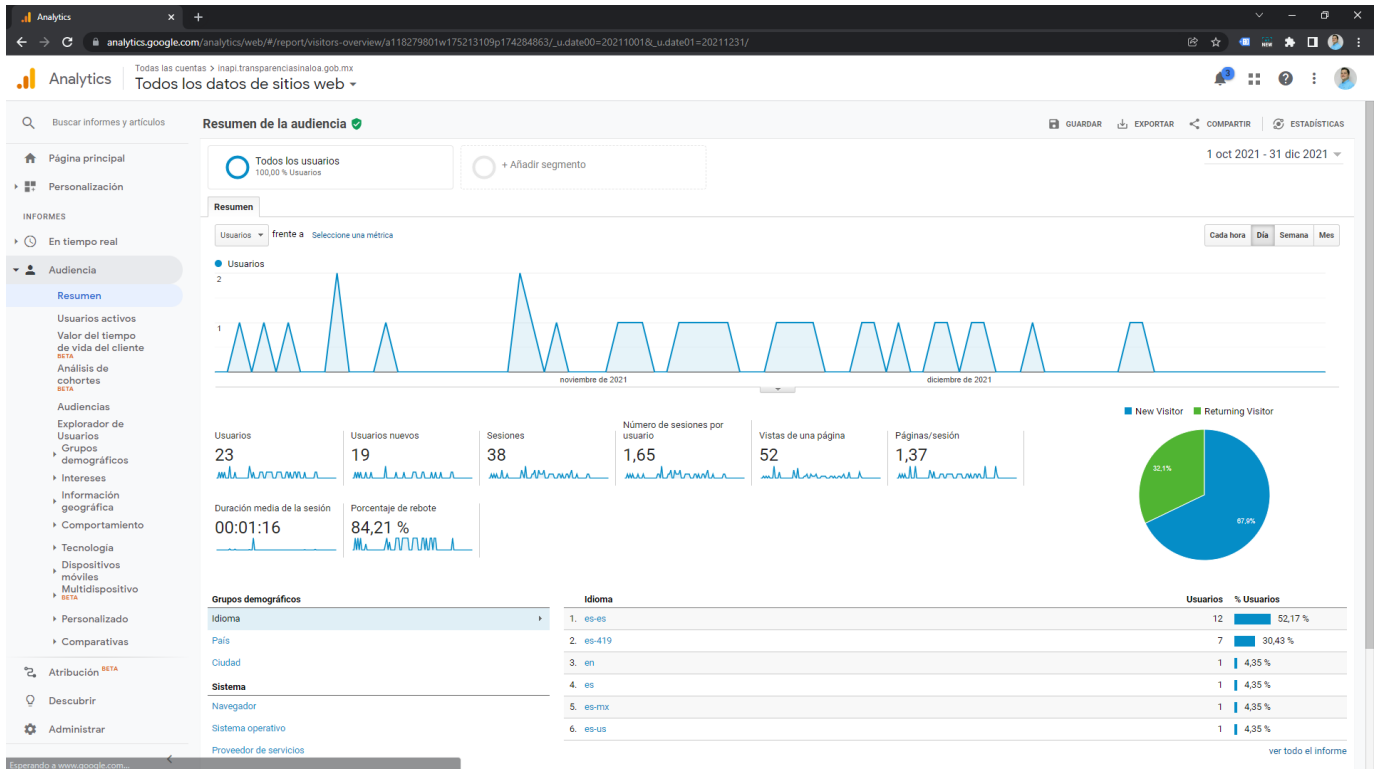 Analytics
analytics.google.com/analytics/web/#/report/visitors-overview/a118279801w175213109p174284863/_u.date00=20211001&_u.date01=20211231/
NEW
Analytics
Todas las cuentas > inapi.transparenciasinaloa.gob.mx
Todos los datos de sitios web
3
Buscar informes y artículos
Página principal
Personalización
INFORMES
En tiempo real
Audiencia
Resumen
Usuarios activos
Valor del tiempo
de vida del cliente
BETA
Análisis de
cohortes
BETA
Audiencias
Explorador de
Usuarios
Grupos
demográficos
Intereses
Información
geográfica
Comportamiento
Tecnología
Dispositivos
móviles
Multidispositivo
BETA
Personalizado
Comparativas
Atribución BETA
Descubrir
Administrar
Esperando a www.google.com...
Resumen de la audiencia
GUARDAR
EXPORTAR
COMPARTIR
ESTADÍSTICAS
Todos los usuarios
100,00 % Usuarios
+ Añadir segmento
1 oct 2021 - 31 dic 2021
Resumen
Usuarios
frente a
Seleccione una métrica
Cada hora
Día
Semana
Mes
Usuarios
2
1
noviembre de 2021
diciembre de 2021
New Visitor
Returning Visitor
Usuarios
23
Usuarios nuevos
19
Sesiones
38
Número de sesiones por
usuario
1,65
Vistas de una página
52
Páginas/sesión
1,37
Duración media de la sesión
00:01:16
Porcentaje de rebote
84,21 %
32,1%
67,9%
Grupos demográficos
Idioma
País
Ciudad
Sistema
Navegador
Sistema operativo
Proveedor de servicios
Idioma Usuarios % Usuarios
1. es-es 12 52,17 %
2. es-419 7 30,43 %
3. en 1 4,35 %
4. es 1 4,35 %
5. es-mx 1 4,35 %
6. es-us 1 4,35 %
ver todo el informe